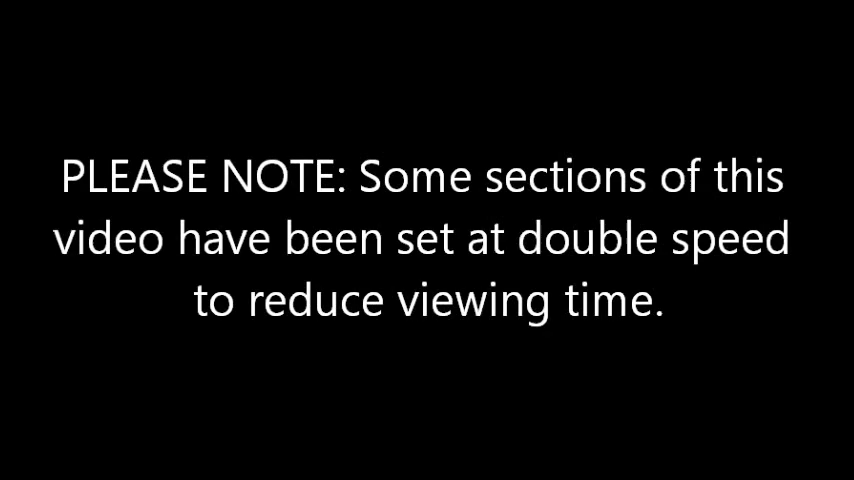 PLEASE NOTE: Some sections of this
video have been set at double speed
to reduce viewing time.